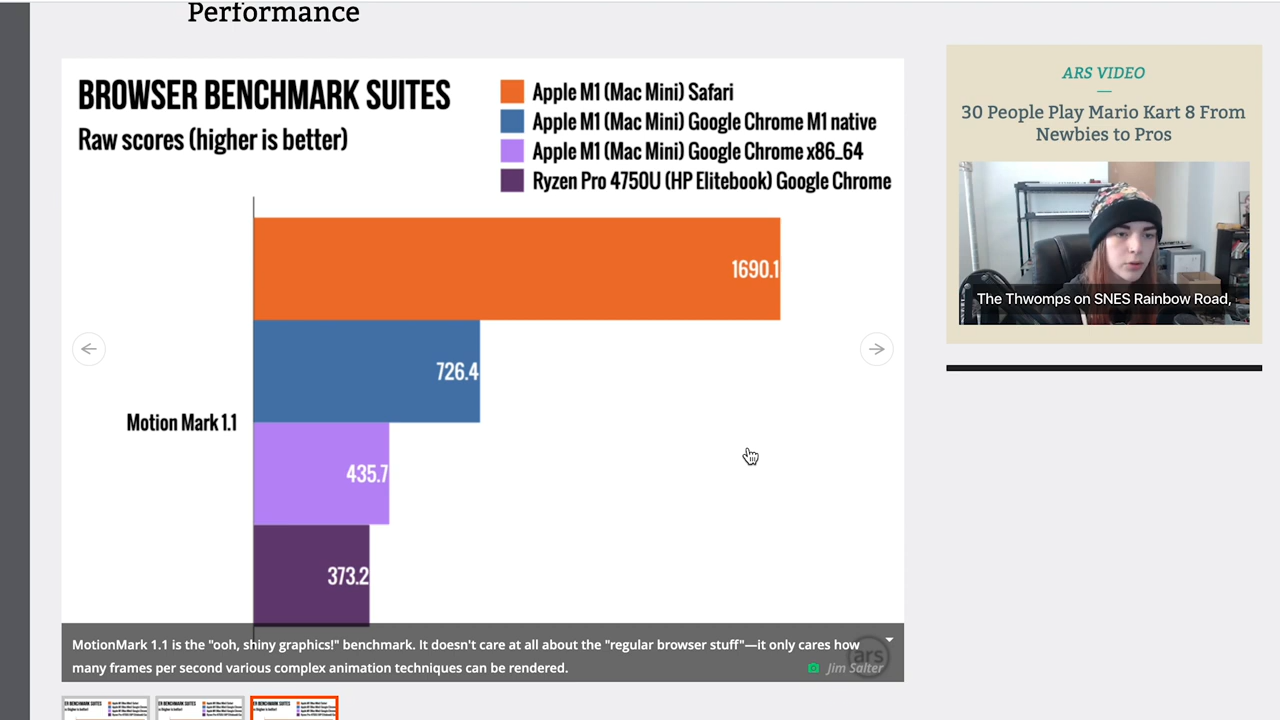 Performance
BROWSER BENCHMARK SUITES
Raw scores (higher is better)
Apple M1 (Mac Mini) Safari
Apple M1 (Mac Mini) Google Chrome M1 native
Apple M1 (Mac Mini) Google Chrome x86_64
Ryzen Pro 4750U (HP Elitebook) Google Chrome
1690.1
726.4
Motion Mark 1.1
435.7
373.2
MotionMark 1.1 is the "ooh, shiny graphics!" benchmark. It doesn't care at all about the "regular browser stuff"—it only cares how
many frames per second various complex animation techniques can be rendered.
ars
Jim Salter
ARS VIDEO
30 People Play Mario Kart 8 From
Newbies to Pros
The Thwomps on SNES Rainbow Road,